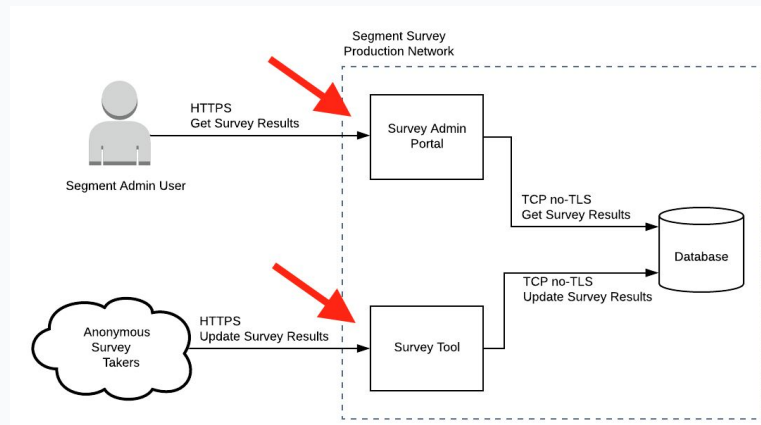 Segment Survey
Production Network
HTTPS
Get Survey Results
Survey Admin
Portal
Segment Admin User
TCP no-TLS
Get Survey Results
Database
TCP no-TLS
Update Survey Results
HTTPS
Update Survey Results
Anonymous
Survey
Takers
Survey Tool